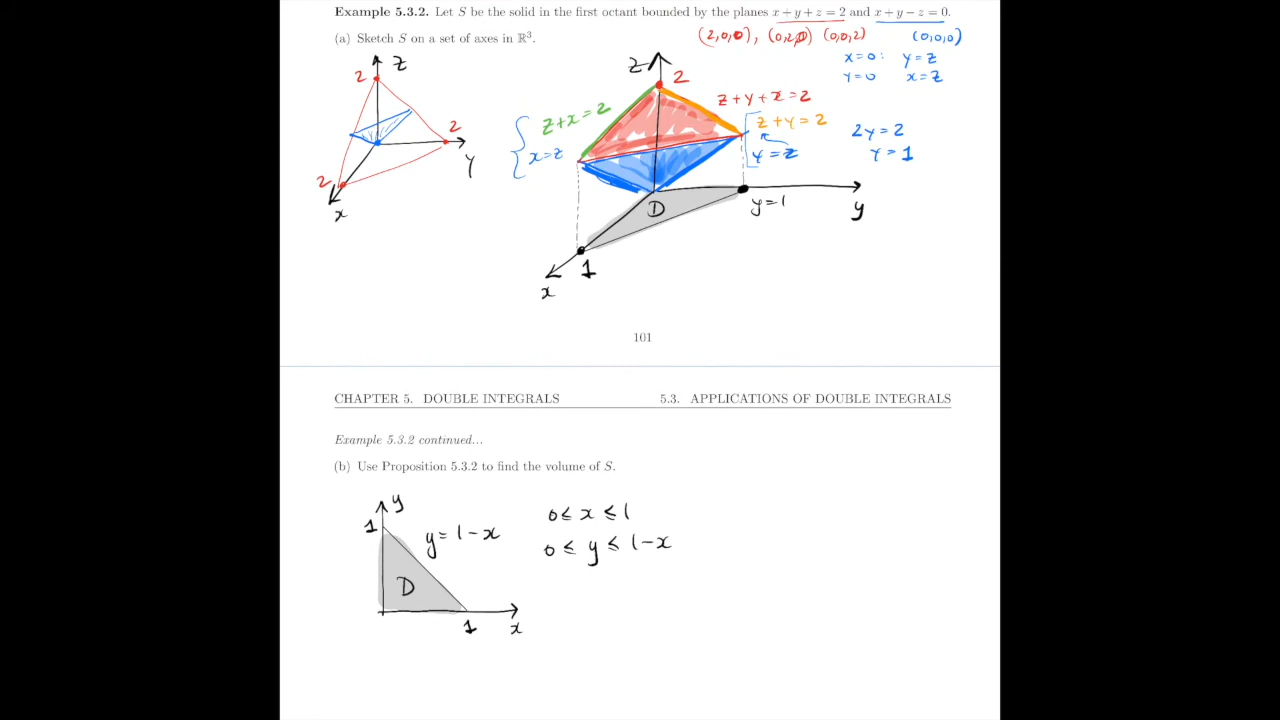 Example 5.3.2. Let S be the solid in the first octant bounded by the planes x + y + z = 2 and x + y − z = 0.
(2,0,0), (0,2,0) (0,0,2) (0,0,0)
(a) Sketch S on a set of axes in ℝ³.
x=0: y=z
y=0 x=z
z
2
2
y
2
x
z
2
z+x=2
x=z
z+y+x=2
z+y=2
y=z
2y=2
y=1
D
y=1
y
1
x
101
CHAPTER 5. DOUBLE INTEGRALS 5.3. APPLICATIONS OF DOUBLE INTEGRALS
Example 5.3.2 continued...
(b) Use Proposition 5.3.2 to find the volume of S.
y
1
y=1-x
D
1
x
0≤x≤1
0≤y≤1-x